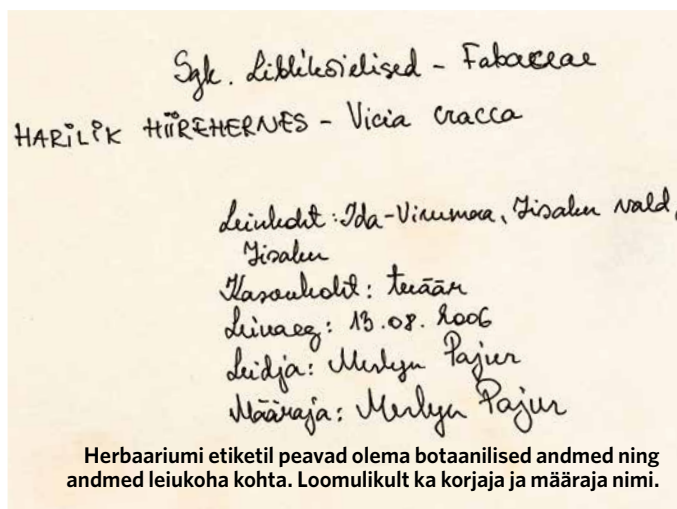 Sgk. Liblikõielised - Fabaceae
HARILIK HIIREHERNES - Vicia cracca
Leiukoht: Ida-Virumaa, Iisaku vald,
Iisaku
Kasvukoht: teeäär
Leiuaeg: 13.08.2006
Leidja: Merlyn Pajur
Määraja: Merlyn Pajur
Herbaariumi etiketil peavad olema botaanilised andmed ning
andmed leiukoha kohta. Loomulikult ka korjaja ja määraja nimi.